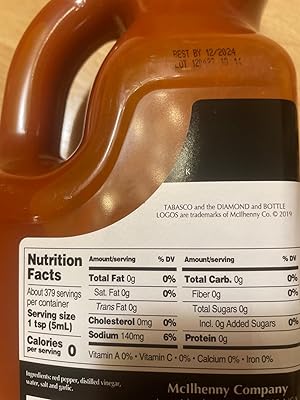 BEST BY 12/2024
LOT
TABASCO and the DIAMOND and BOTTLE
LOGOS are trademarks of McIlhenny Co. © 2019
Nutrition
Facts
About 379 servings
per container
Serving size
1 tsp (5mL)
Calories 0
per serving
Amount/serving % DV
Total Fat 0g 0%
Sat. Fat 0g 0%
Trans Fat 0g
Cholesterol 0mg 0%
Sodium 140mg 6%
Amount/serving % DV
Total Carb. 0g 0%
Fiber 0g 0%
Total Sugars 0g
Incl. 0g Added Sugars 0%
Protein 0g
Vitamin A 0% • Vitamin C 0% • Calcium 0% • Iron 0%
Ingredients: red pepper, distilled vinegar,
water, salt and garlic.
McIlhenny Company